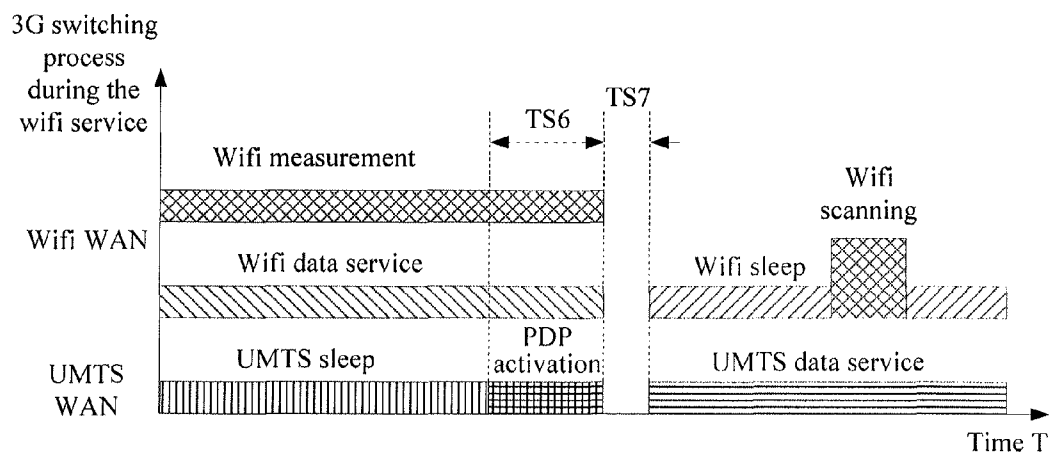 3G switching
process
during the
wifi service
TS7
TS6
Wifi measurement
Wifi
scanning
Wifi WAN
Wifi data service
Wifi sleep
PDP
activation
UMTS sleep
UMTS data service
UMTS
WAN
Time T